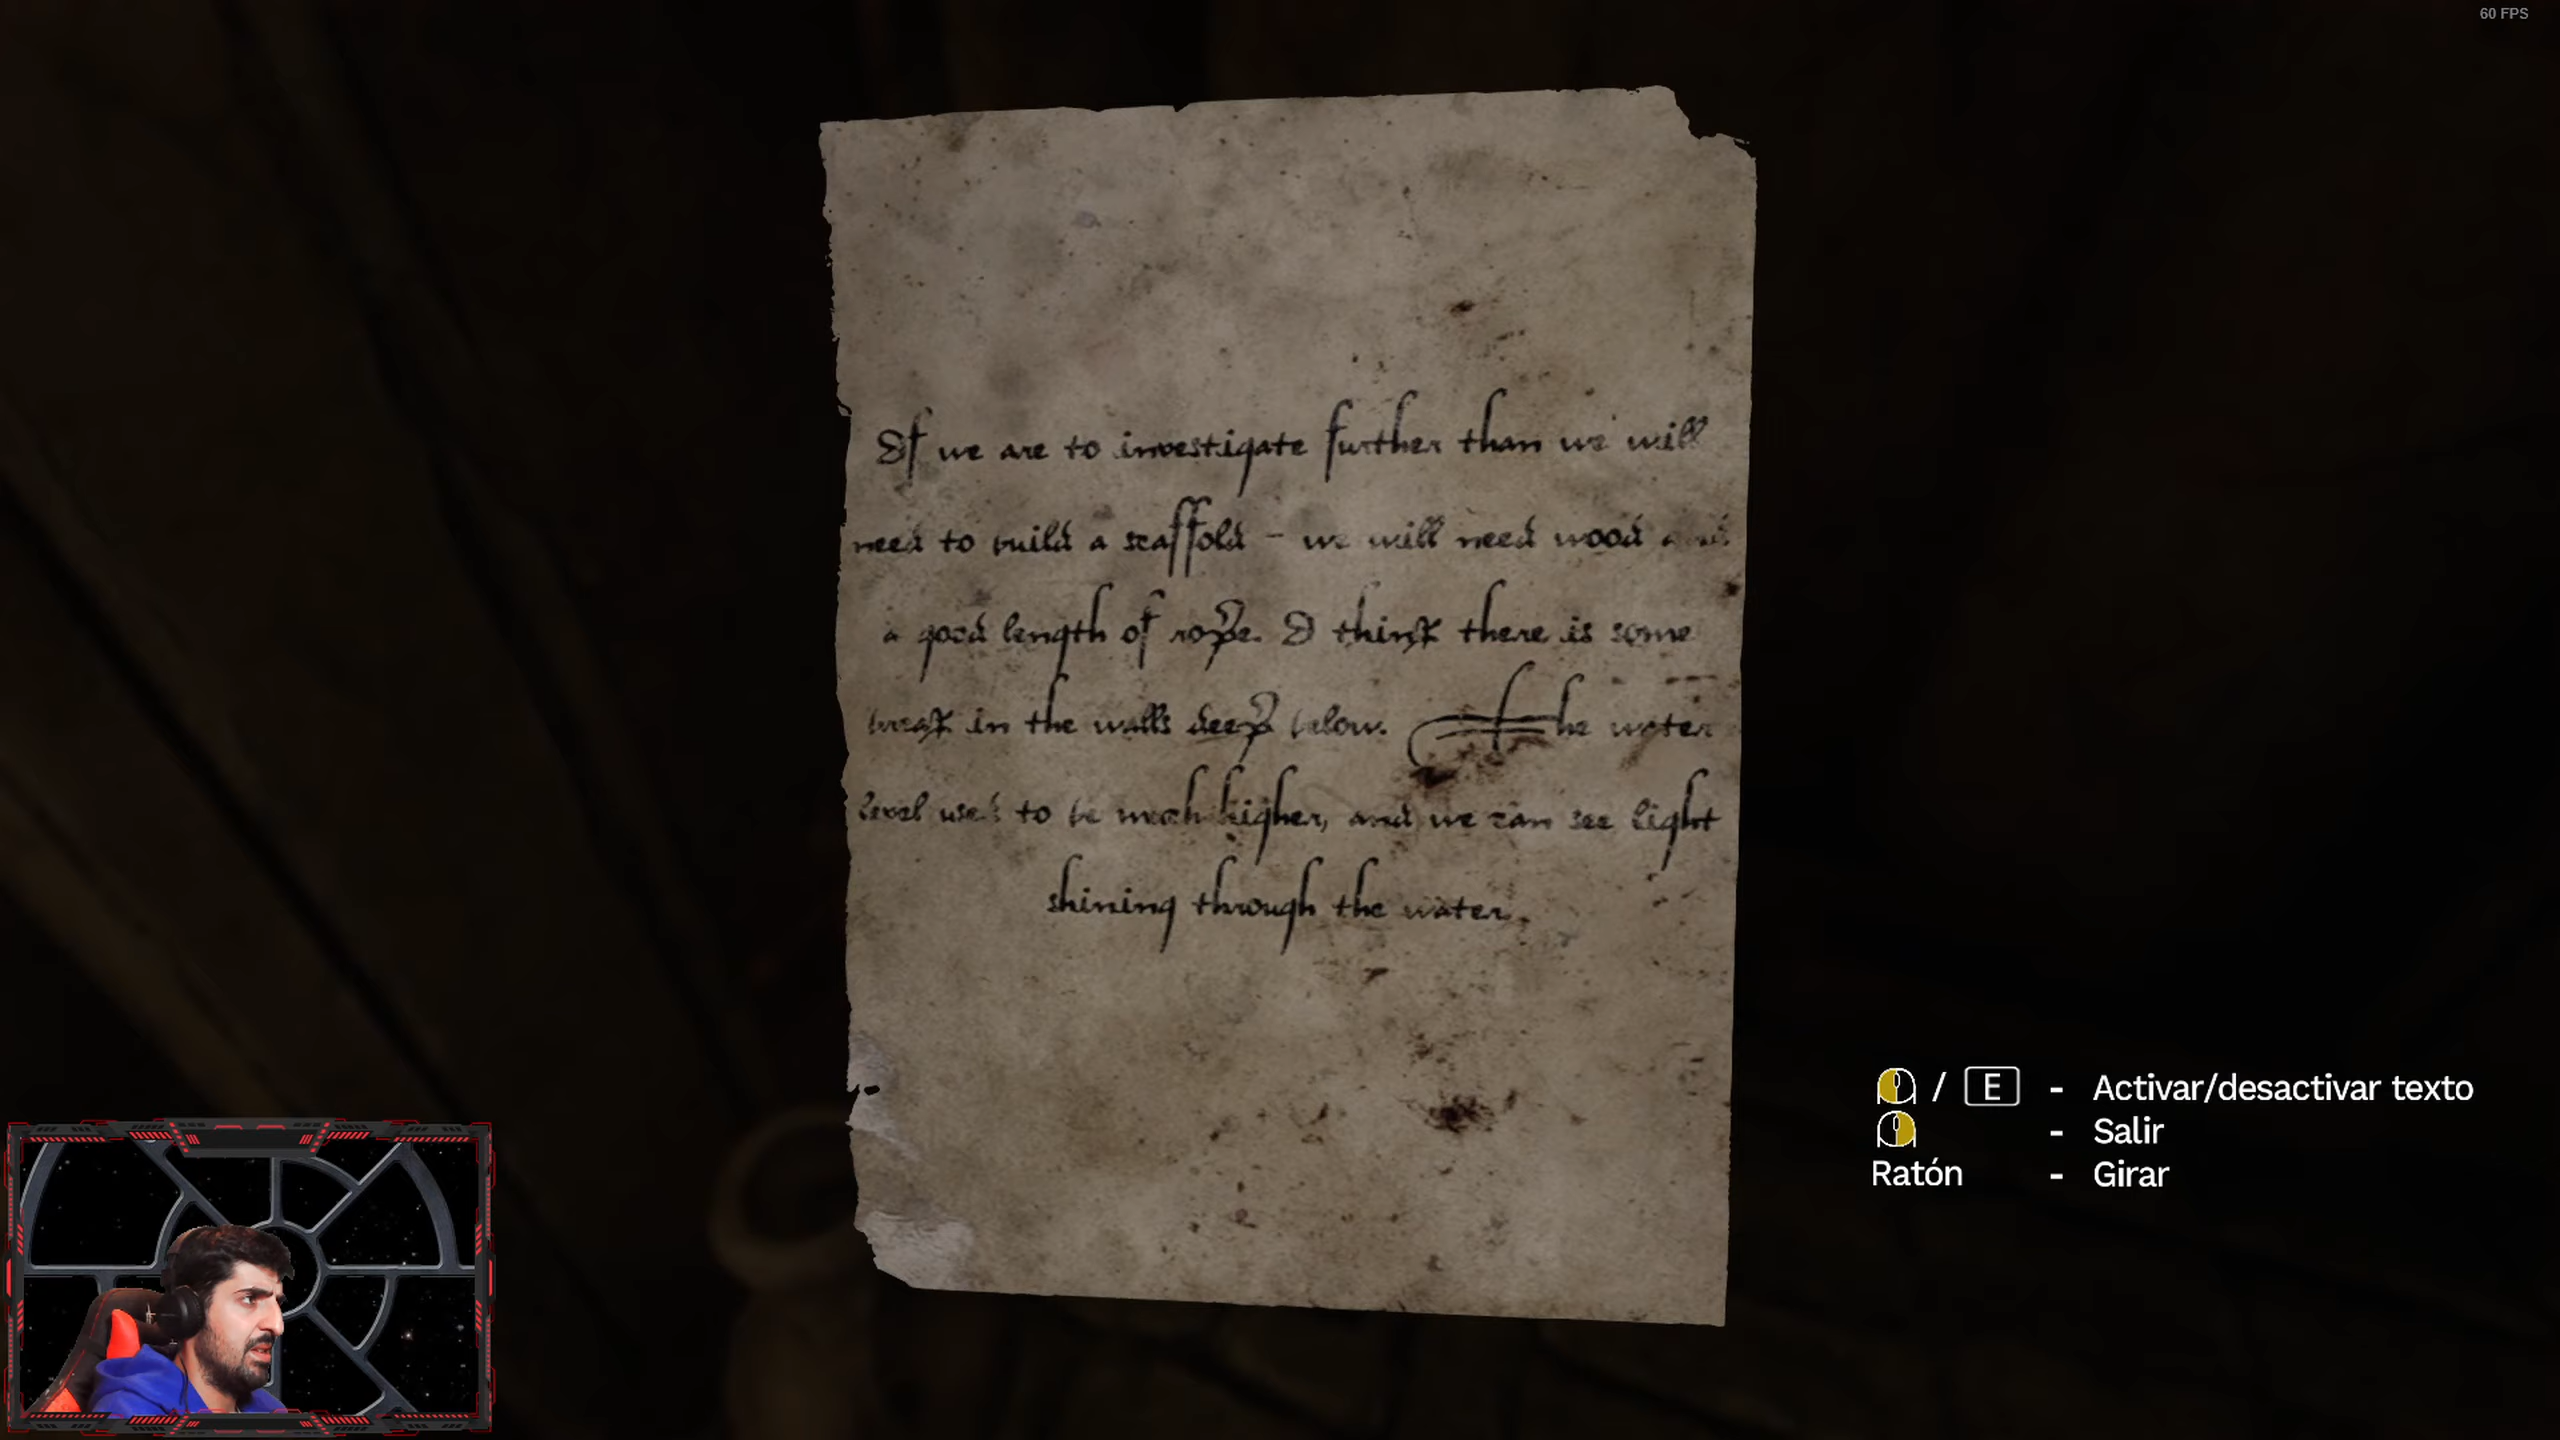 60 FPS
If we are to investigate further than we will
need to build a scaffold - we will need wood and
a good length of rope. I think there is some
break in the walls deep below. The water
level used to be much higher, and we can see light
shining through the water.
/ E - Activar/desactivar texto
- Salir
Ratón - Girar